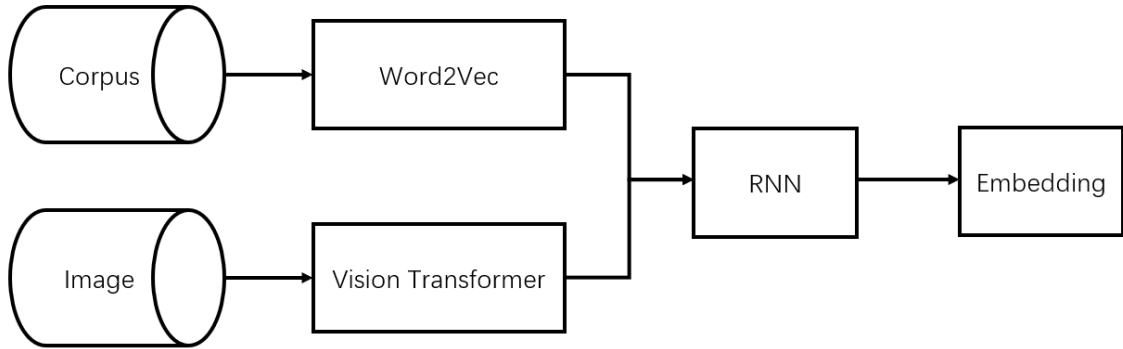 Corpus
Word2Vec
RNN
Embedding
Image
Vision Transformer